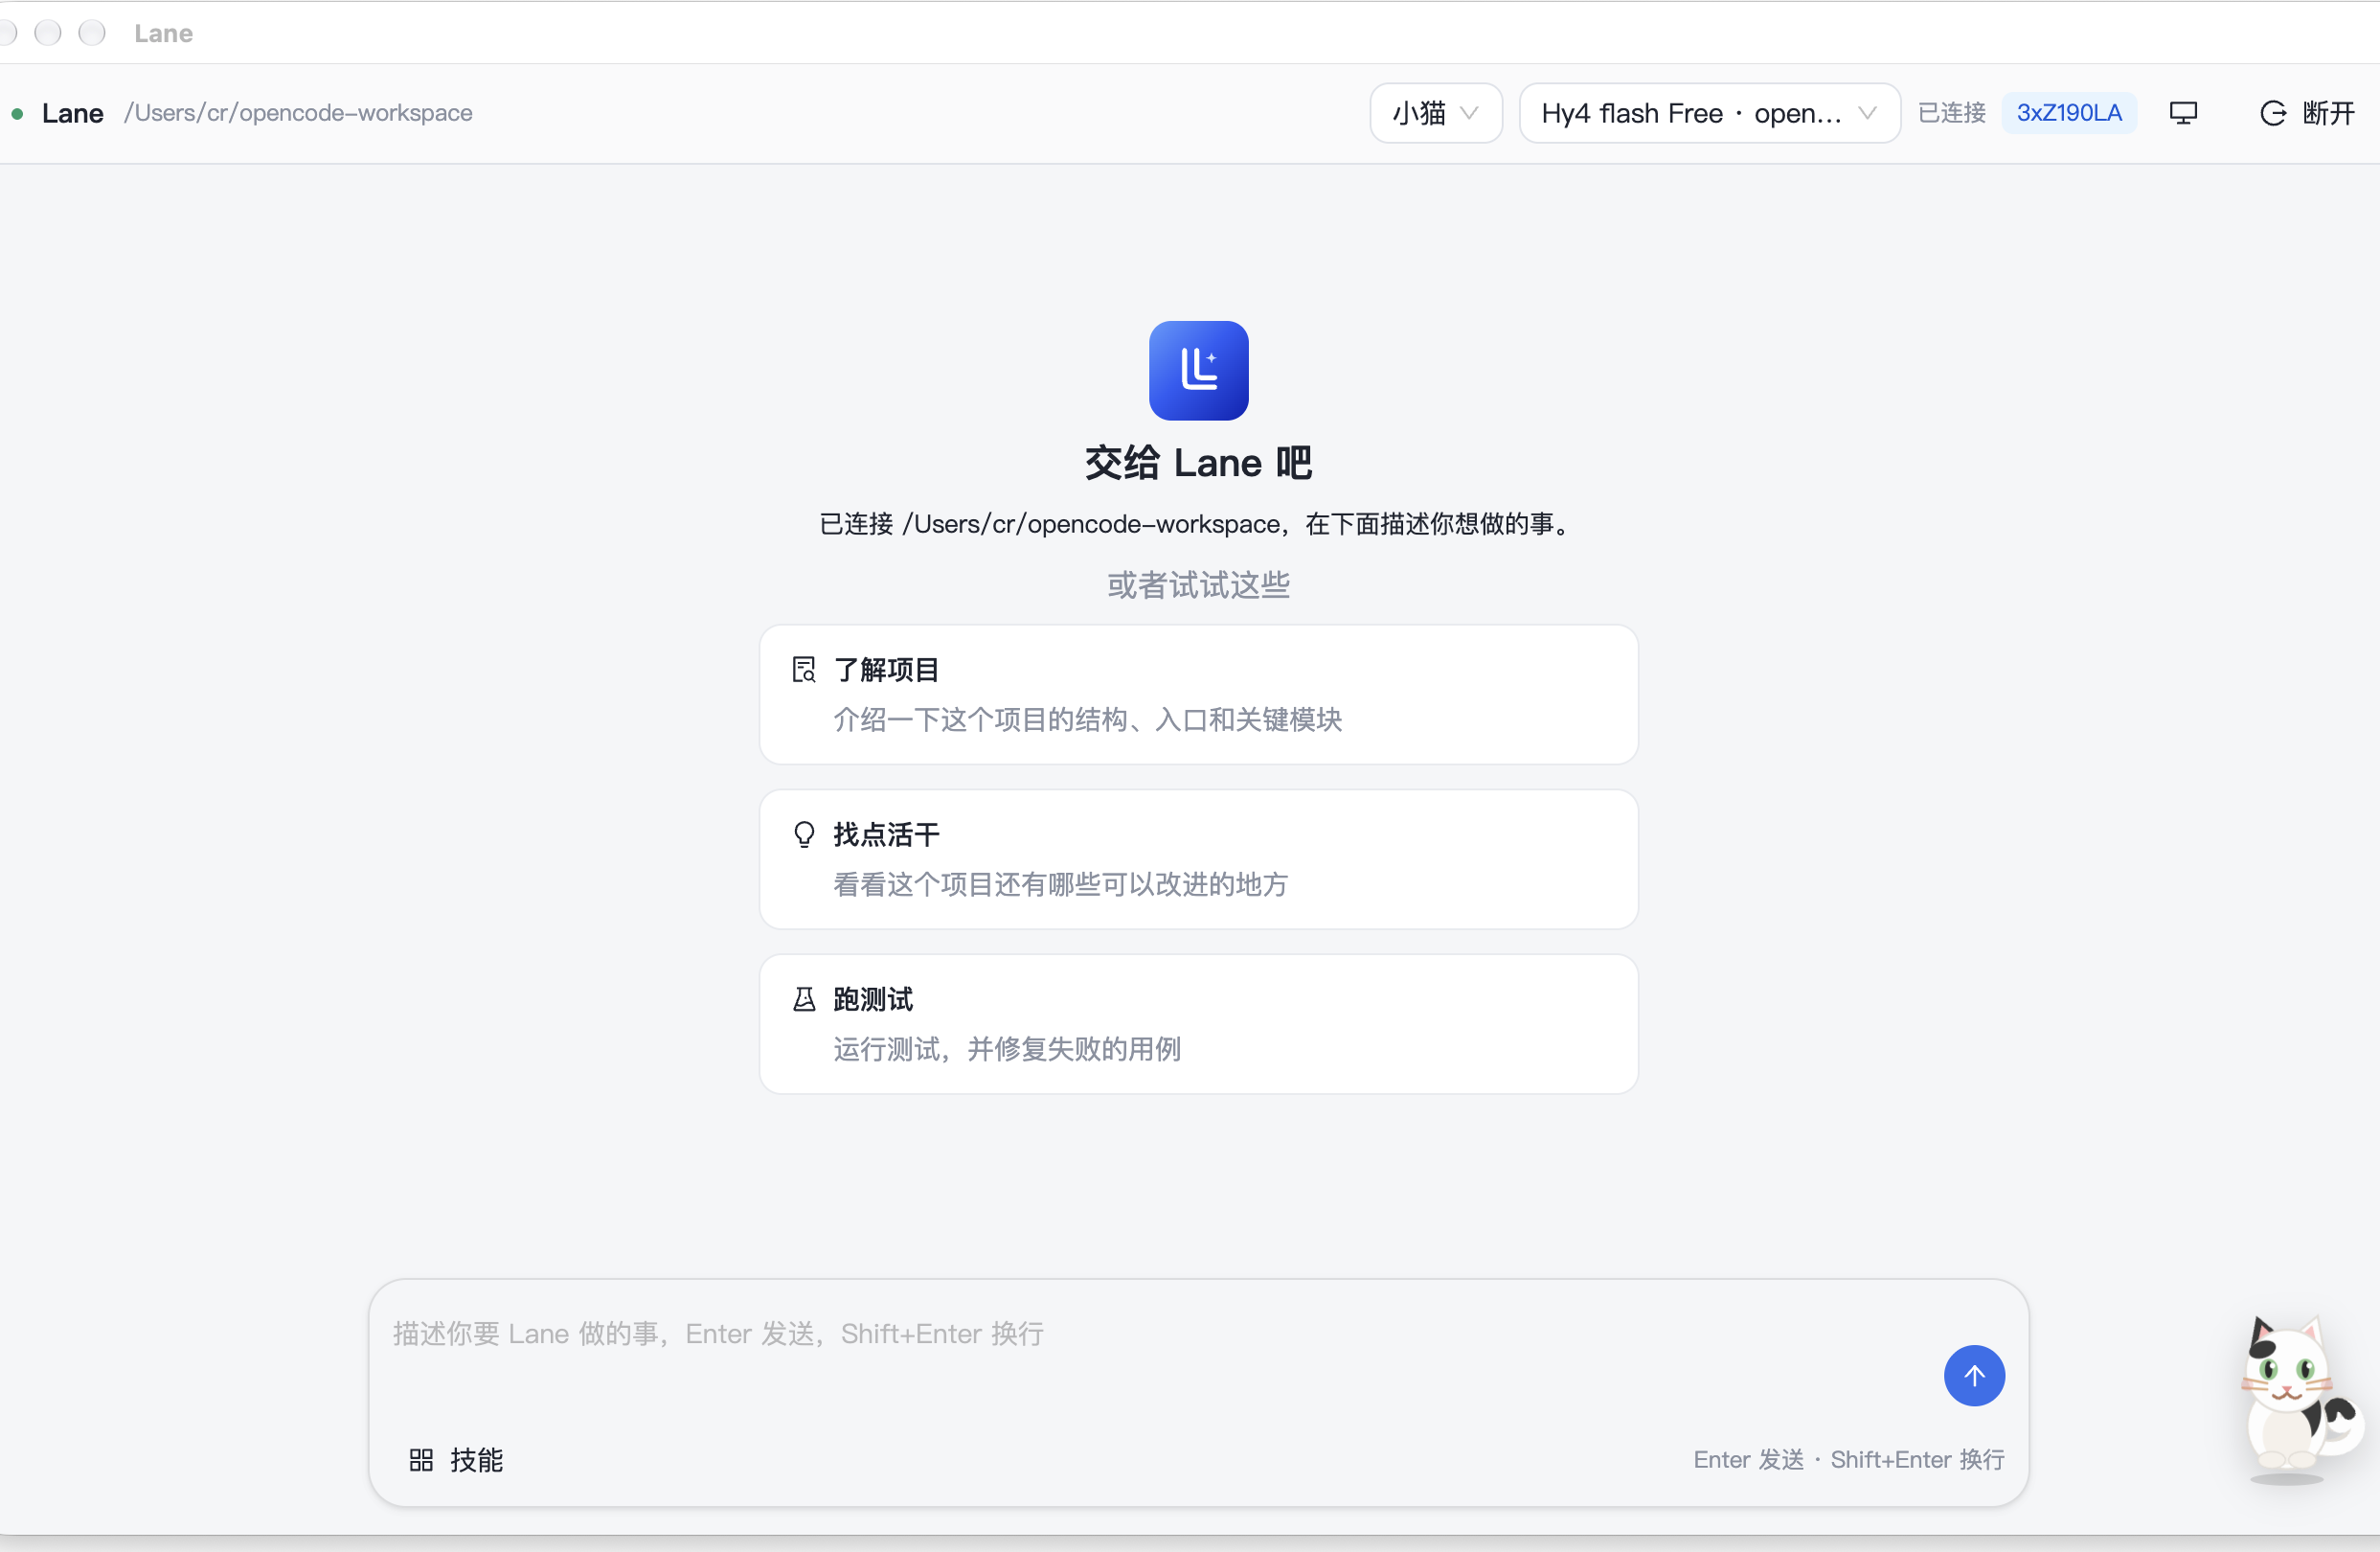 Lane
Lane /Users/cr/opencode-workspace 小猫 Hy4 flash Free · open... 已连接 3xZ190LA 断开
交给 Lane 吧
已连接 /Users/cr/opencode-workspace，在下面描述你想做的事。
或者试试这些
了解项目
介绍一下这个项目的结构、入口和关键模块
找点活干
看看这个项目还有哪些可以改进的地方
跑测试
运行测试，并修复失败的用例
描述你要 Lane 做的事，Enter 发送，Shift+Enter 换行
技能 Enter 发送 · Shift+Enter 换行